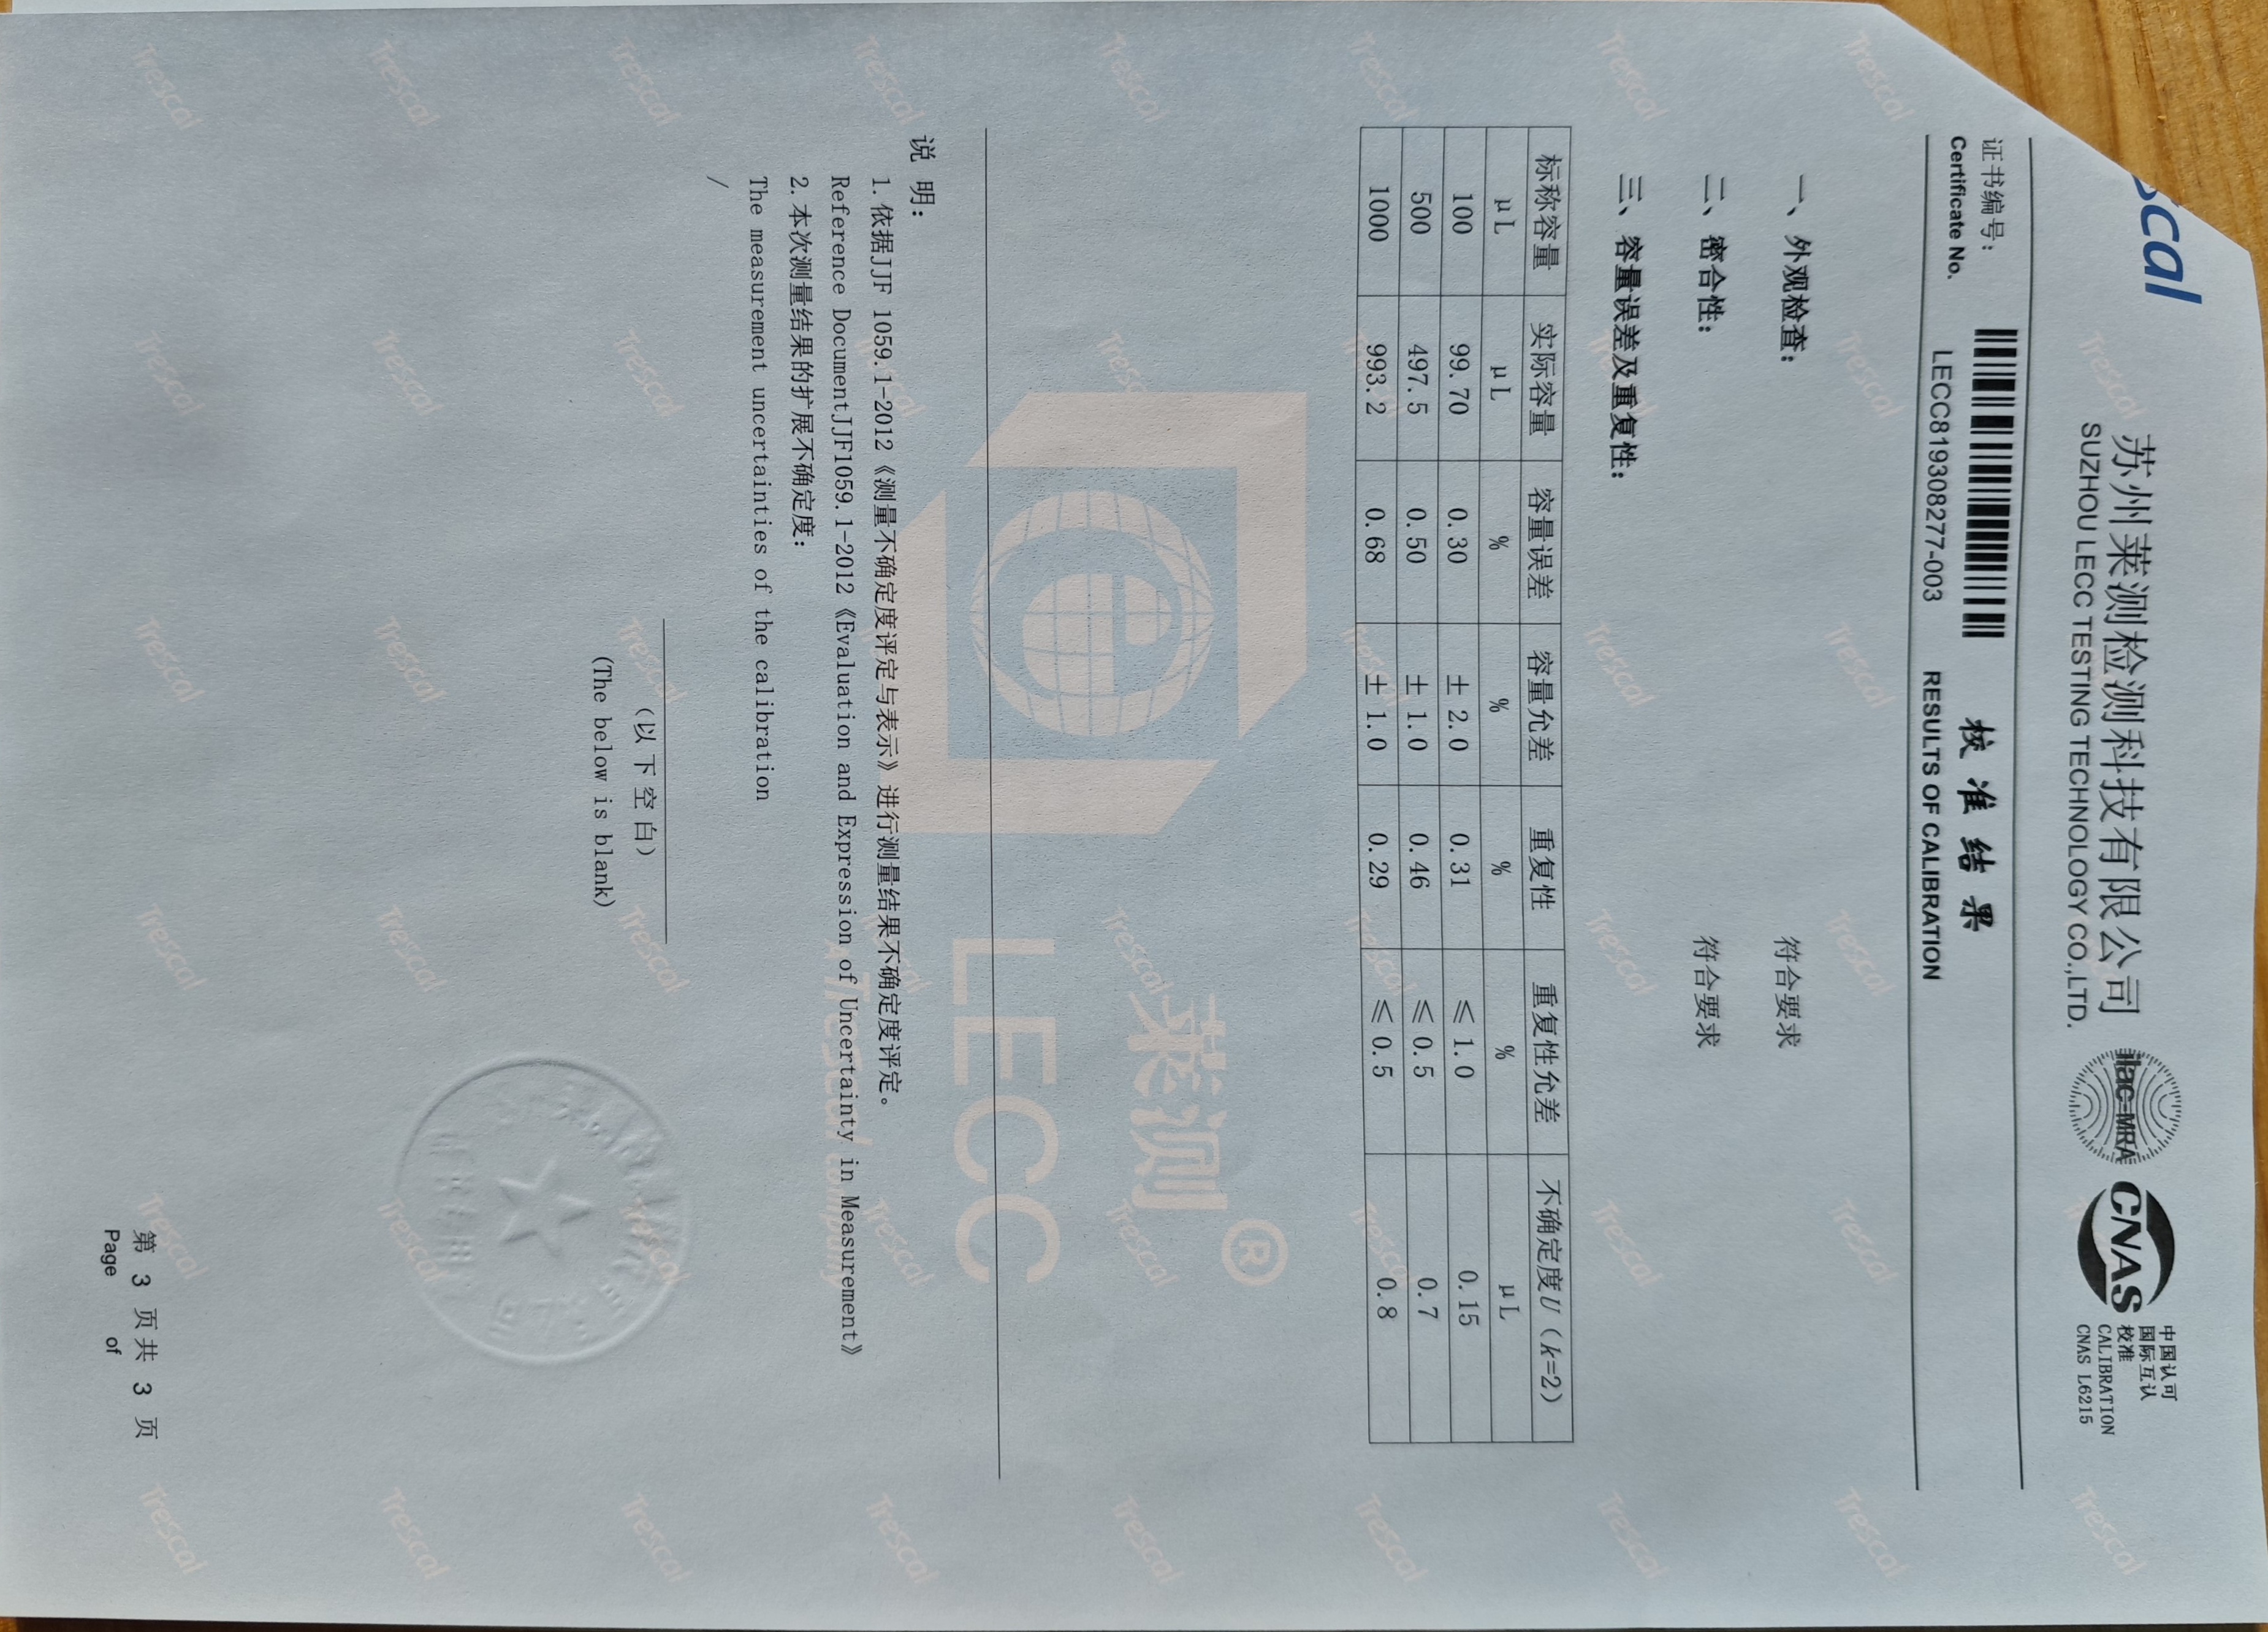 scal
苏州莱测检测科技有限公司
SUZHOU LECC TESTING TECHNOLOGY CO.,LTD.
ilac-MRA
CNAS
中国认可
国际互认
校准
CALIBRATION
CNAS L6215
证书编号:
Certificate No.
LECC819308277-003
校 准 结 果
RESULTS OF CALIBRATION
一、外观检查: 符合要求
二、密合性: 符合要求
三、容量误差及重复性:
标称容量 实际容量 容量误差 容量允差 重复性 重复性允差 不确定度U(k=2)
μL μL % % % % μL
100 99.70 0.30 ±2.0 0.31 ≤1.0 0.15
500 497.5 0.50 ±1.0 0.46 ≤0.5 0.7
1000 993.2 0.68 ±1.0 0.29 ≤0.5 0.8
莱测®
LECC
说 明:
1. 依据JJF 1059.1-2012《测量不确定度评定与表示》进行测量结果不确定度评定。
Reference DocumentJJF1059.1-2012《Evaluation and Expression of Uncertainty in Measurement》
2. 本次测量结果的扩展不确定度:
The measurement uncertainties of the calibration
/
(以下空白)
(The below is blank)
第 3 页共 3 页
Page of
Trescal